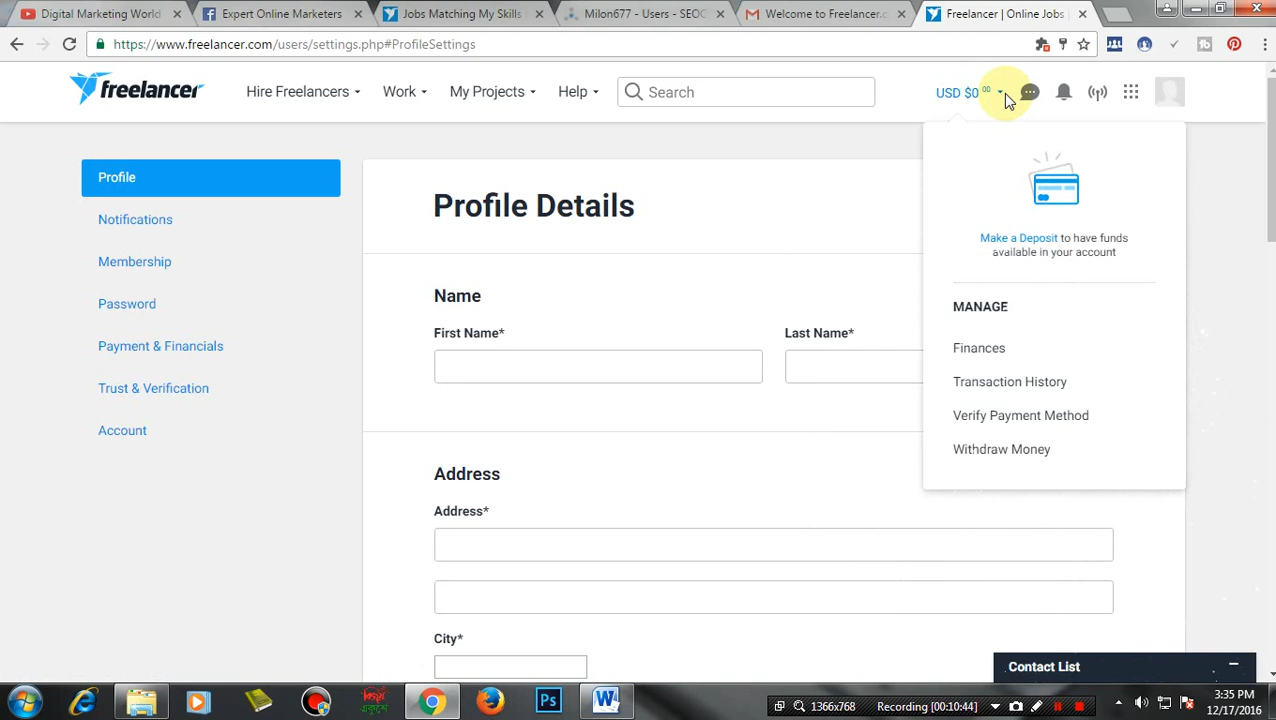 Digital Marketing World
Expert Online Marketers
Jobs Matching My Skills
Milon677 - Users - SEOC
Welcome to Freelancer.c
Freelancer | Online Jobs
https://www.freelancer.com/users/settings.php#ProfileSettings
freelancer
Hire Freelancers
Work
My Projects
Help
Search
USD $0 00
Profile
Notifications
Membership
Password
Payment & Financials
Trust & Verification
Account
Profile Details
Name
First Name*
Last Name*
Address
Address*
City*
Make a Deposit to have funds
available in your account
MANAGE
Finances
Transaction History
Verify Payment Method
Withdraw Money
Contact List
Ps
W
1366x768
Recording [00:10:44]
3:35 PM
12/17/2016